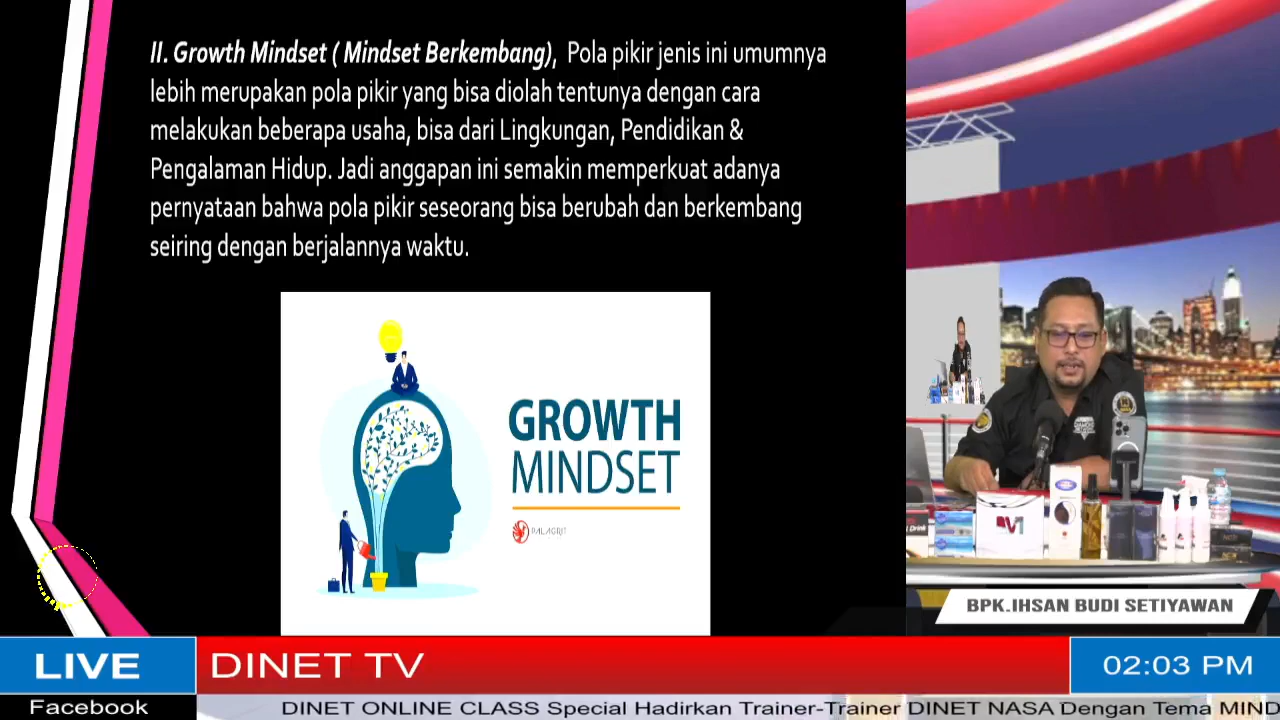 II. Growth Mindset ( Mindset Berkembang), Pola pikir jenis ini umumnya
lebih merupakan pola pikir yang bisa diolah tentunya dengan cara
melakukan beberapa usaha, bisa dari Lingkungan, Pendidikan &
Pengalaman Hidup. Jadi anggapan ini semakin memperkuat adanya
pernyataan bahwa pola pikir seseorang bisa berubah dan berkembang
seiring dengan berjalannya waktu.
GROWTH
MINDSET
PALAGRIT
BPK.IHSAN BUDI SETIYAWAN
LIVE
DINET TV
02:03 PM
Facebook
DINET ONLINE CLASS Special Hadirkan Trainer-Trainer DINET NASA Dengan Tema MIND